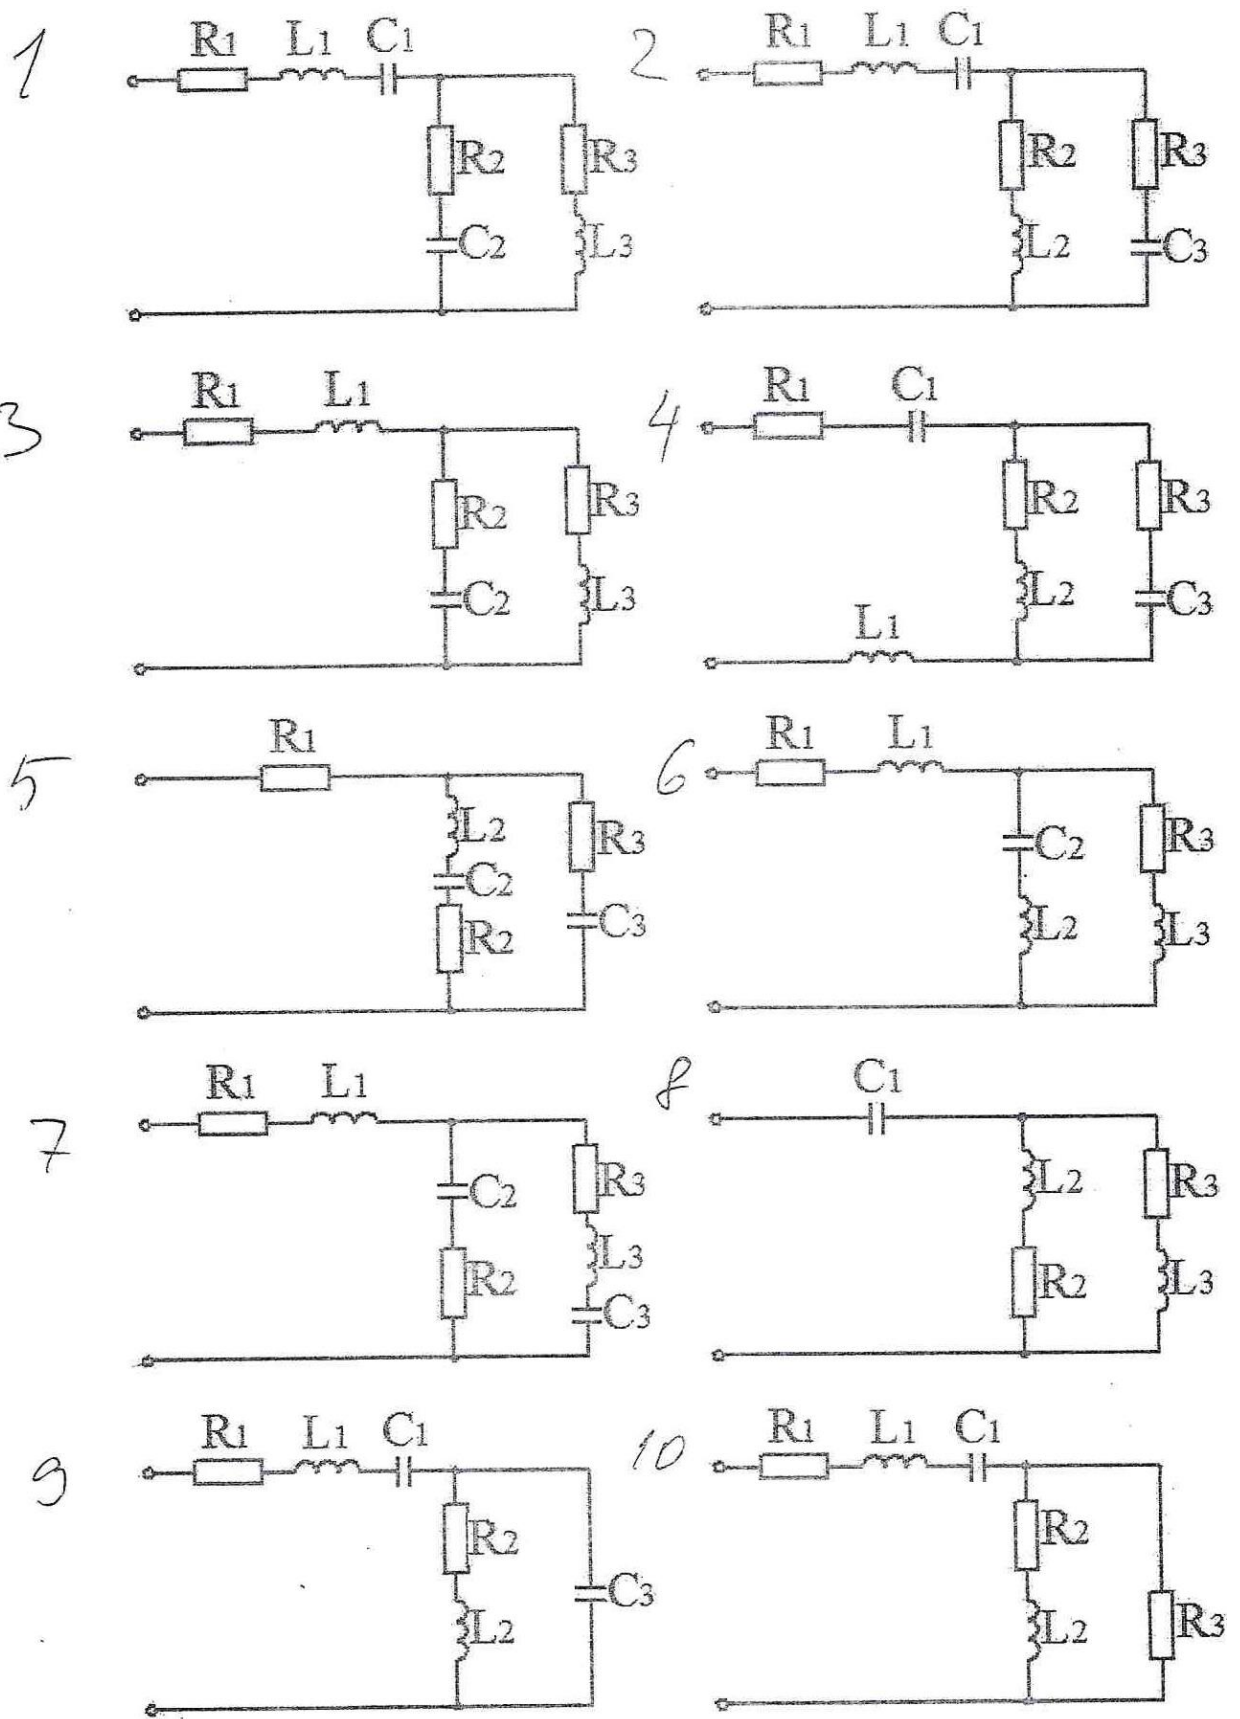 1 R1 L1 C1
R2 R3
C2 L3
2 R1 L1 C1
R2 R3
L2 C3
3 R1 L1
R2 R3
C2 L3
4 R1 C1
R2 R3
L2 C3
L1
5 R1
L2 R3
C2
R2 C3
6 R1 L1
C2 R3
L2 L3
7 R1 L1
C2 R3
L3
R2 C3
8 C1
L2 R3
R2 L3
9 R1 L1 C1
R2
C3
L2
10 R1 L1 C1
R2
R3
L2